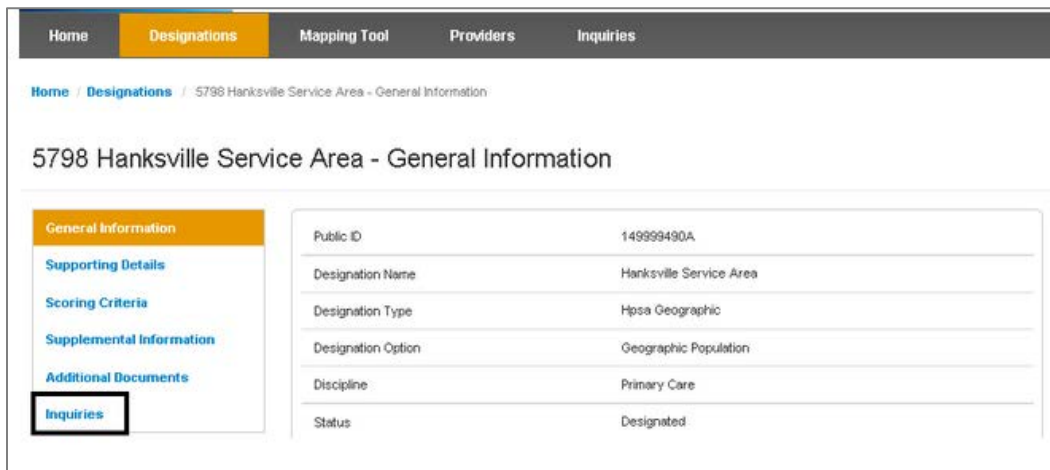 Home Designations Mapping Tool Providers Inquiries
Home / Designations / 5798 Hanksville Service Area - General Information
5798 Hanksville Service Area - General Information
General Information
Supporting Details
Scoring Criteria
Supplemental Information
Additional Documents
Inquiries
Public ID 149999490A
Designation Name Hanksville Service Area
Designation Type Hpsa Geographic
Designation Option Geographic Population
Discipline Primary Care
Status Designated